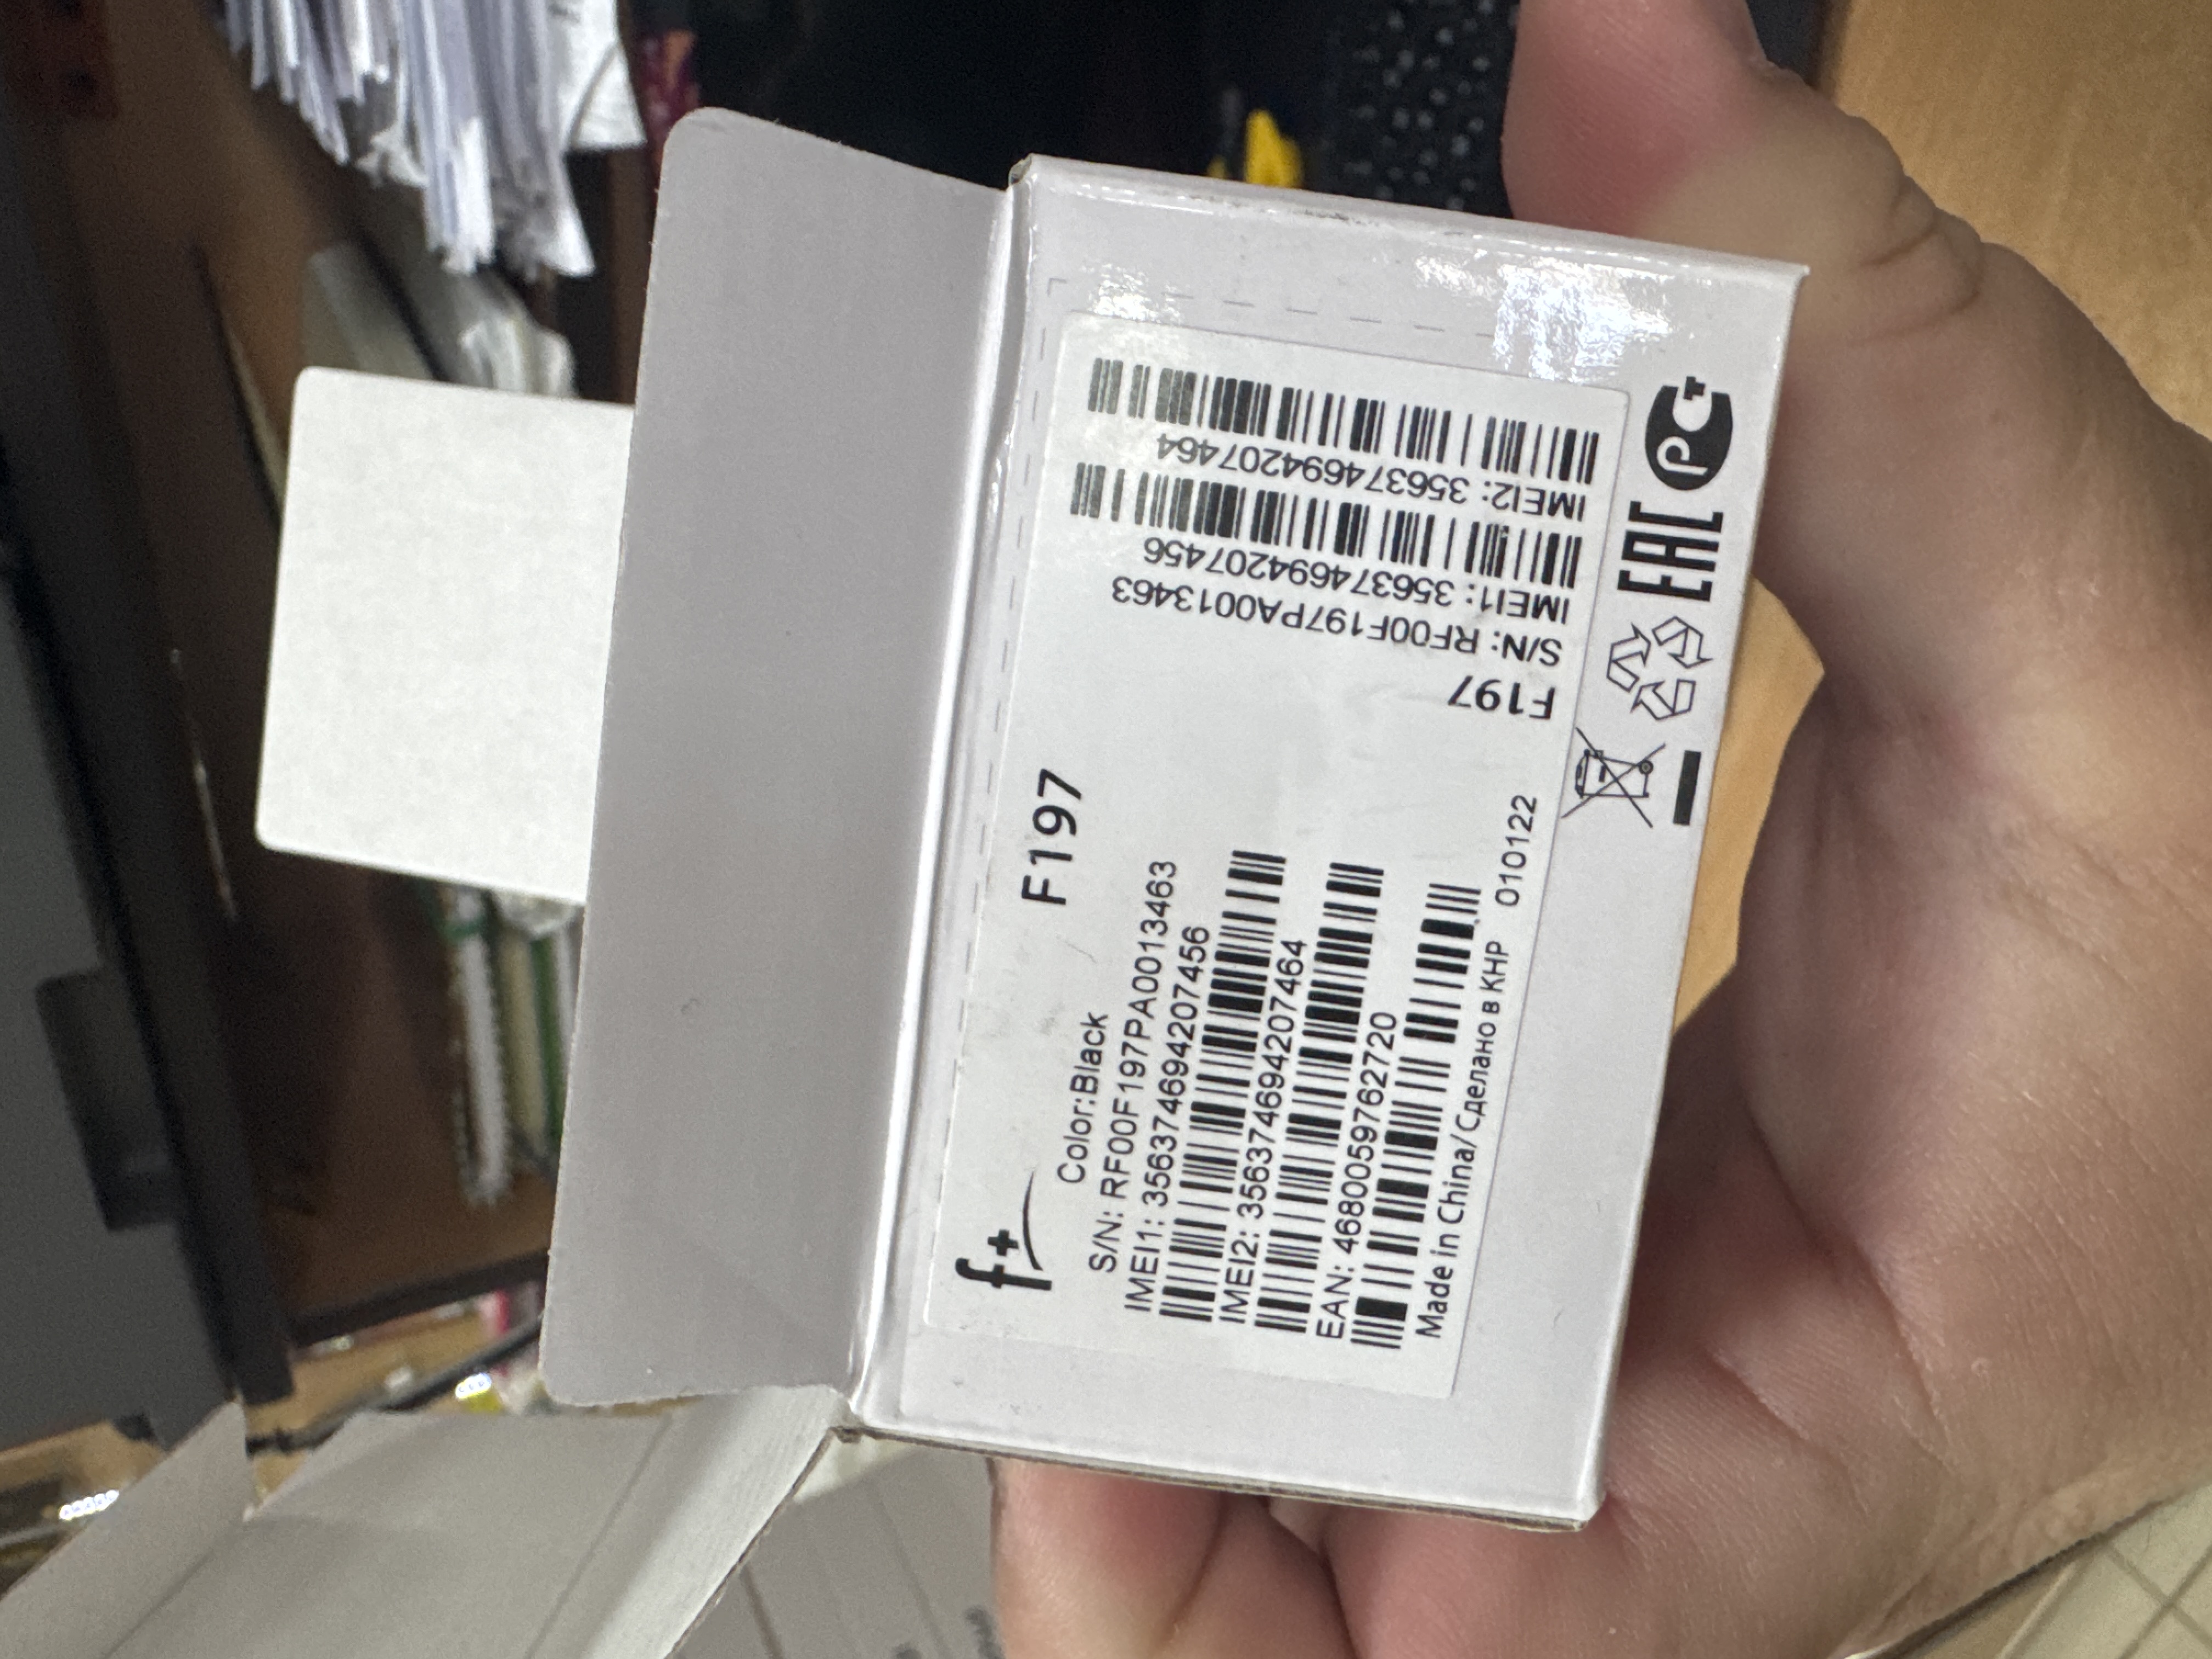 f+
F197
Color:Black
S/N: RF00F197PA0013463
IMEI1: 356374694207456
IMEI2: 356374694207464
EAN: 4680059762720
Made in China/Сделано в КНР 010122
F197
S/N: RF00F197PA0013463
IMEI1: 356374694207456
IMEI2: 356374694207464
EAC
РСТ